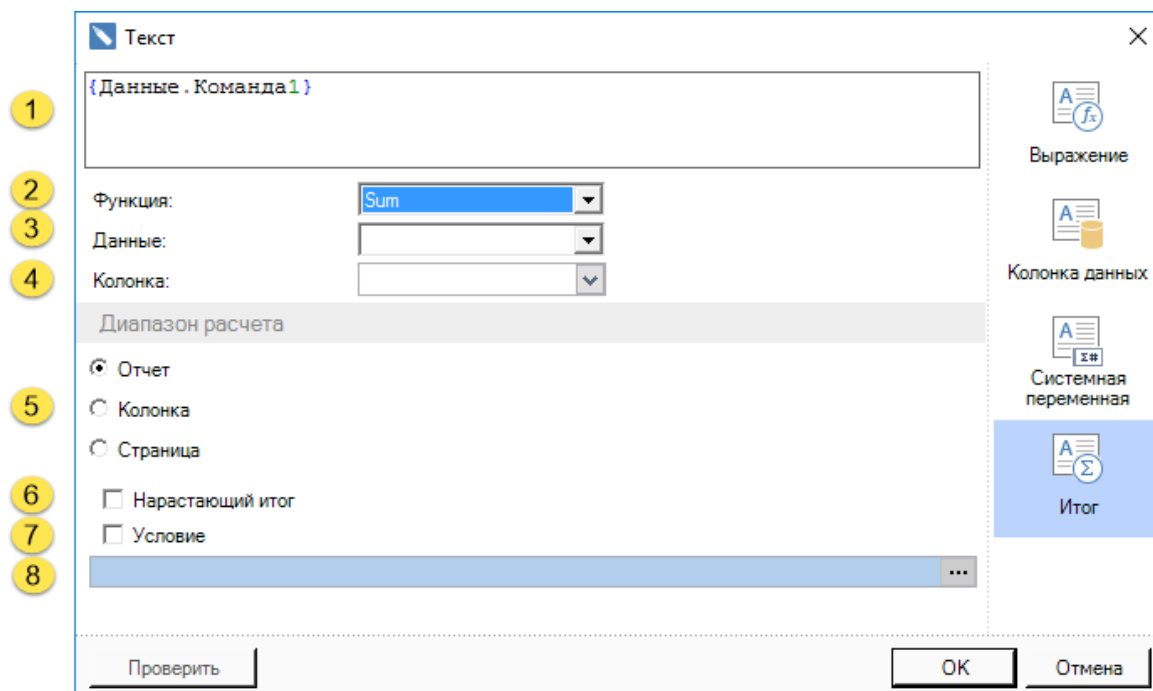 Текст
1
{Данные.Команда1}
2
Функция:
Sum
3
Данные:
4
Колонка:
Диапазон расчета
Отчет
5
Колонка
Страница
6
Нарастающий итог
7
Условие
8
...
Проверить
OK
Отмена
Выражение
Колонка данных
Системная
переменная
Итог